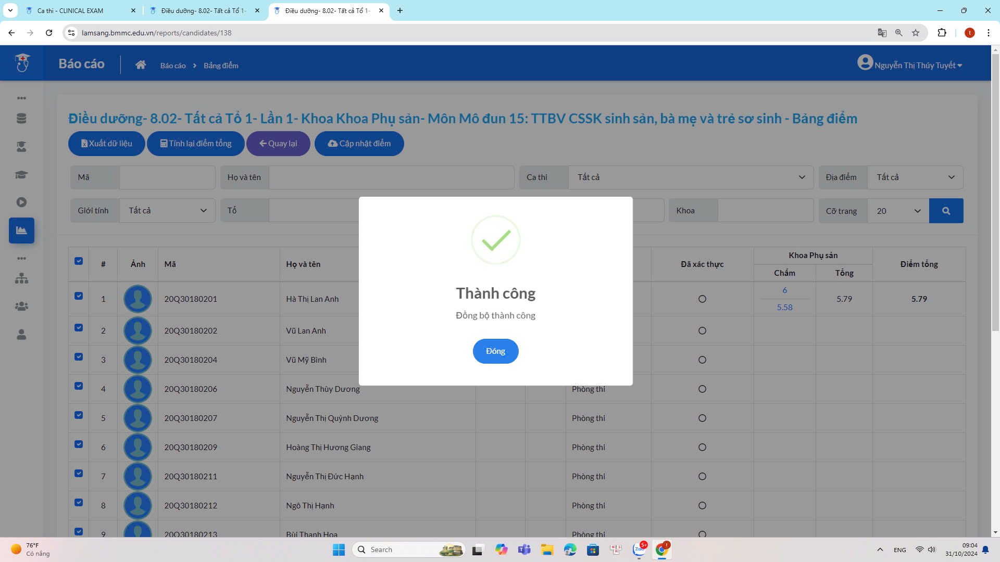 Ca thi - CLINICAL EXAM
Điều dưỡng- 8.02- Tất cả Tổ 1-
Điều dưỡng- 8.02- Tất cả Tổ 1-
lamsang.bmmc.edu.vn/reports/candidates/138
t
Báo cáo
Báo cáo > Bảng điểm
Nguyễn Thị Thúy Tuyết
Điều dưỡng- 8.02- Tất cả Tổ 1- Lần 1- Khoa Khoa Phụ sản- Môn Mô đun 15: TTBV CSSK sinh sản, bà mẹ và trẻ sơ sinh - Bảng điểm
Xuất dữ liệu
Tính lại điểm tổng
Quay lại
Cập nhật điểm
Mã
Họ và tên
Ca thi
Tất cả
Địa điểm
Tất cả
Giới tính
Tất cả
Tổ
Khoa
Cỡ trang
20
Thành công
Đồng bộ thành công
Đóng
# Ảnh Mã Họ và tên Đã xác thực Khoa Phụ sản Điểm tổng
Chấm Tổng
1 20Q30180201 Hà Thị Lan Anh 6 5.79 5.79
5.58
2 20Q30180202 Vũ Lan Anh
3 20Q30180204 Vũ Mỹ Bình
4 20Q30180206 Nguyễn Thùy Dương Phòng thi
5 20Q30180207 Nguyễn Thị Quỳnh Dương Phòng thi
6 20Q30180209 Hoàng Thị Hương Giang Phòng thi
7 20Q30180211 Nguyễn Thị Đức Hạnh Phòng thi
8 20Q30180212 Ngô Thị Hạnh Phòng thi
9 20Q30180213 Bùi Thanh Hoa Phòng thi
76°F
Có nắng
Search
Zalo
5+
t
ENG
09:04
31/10/2024